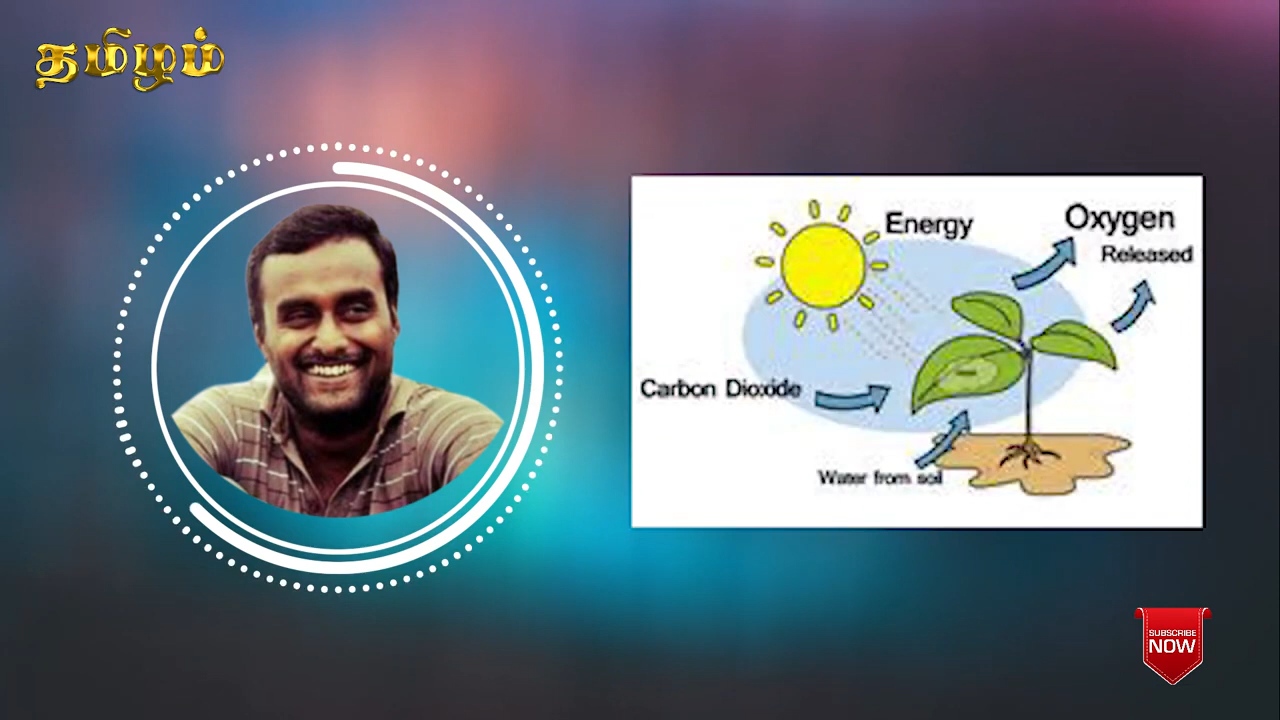 தமிழம்
Energy
Oxygen
Released
Carbon Dioxide
Water from soil
SUBSCRIBE
NOW